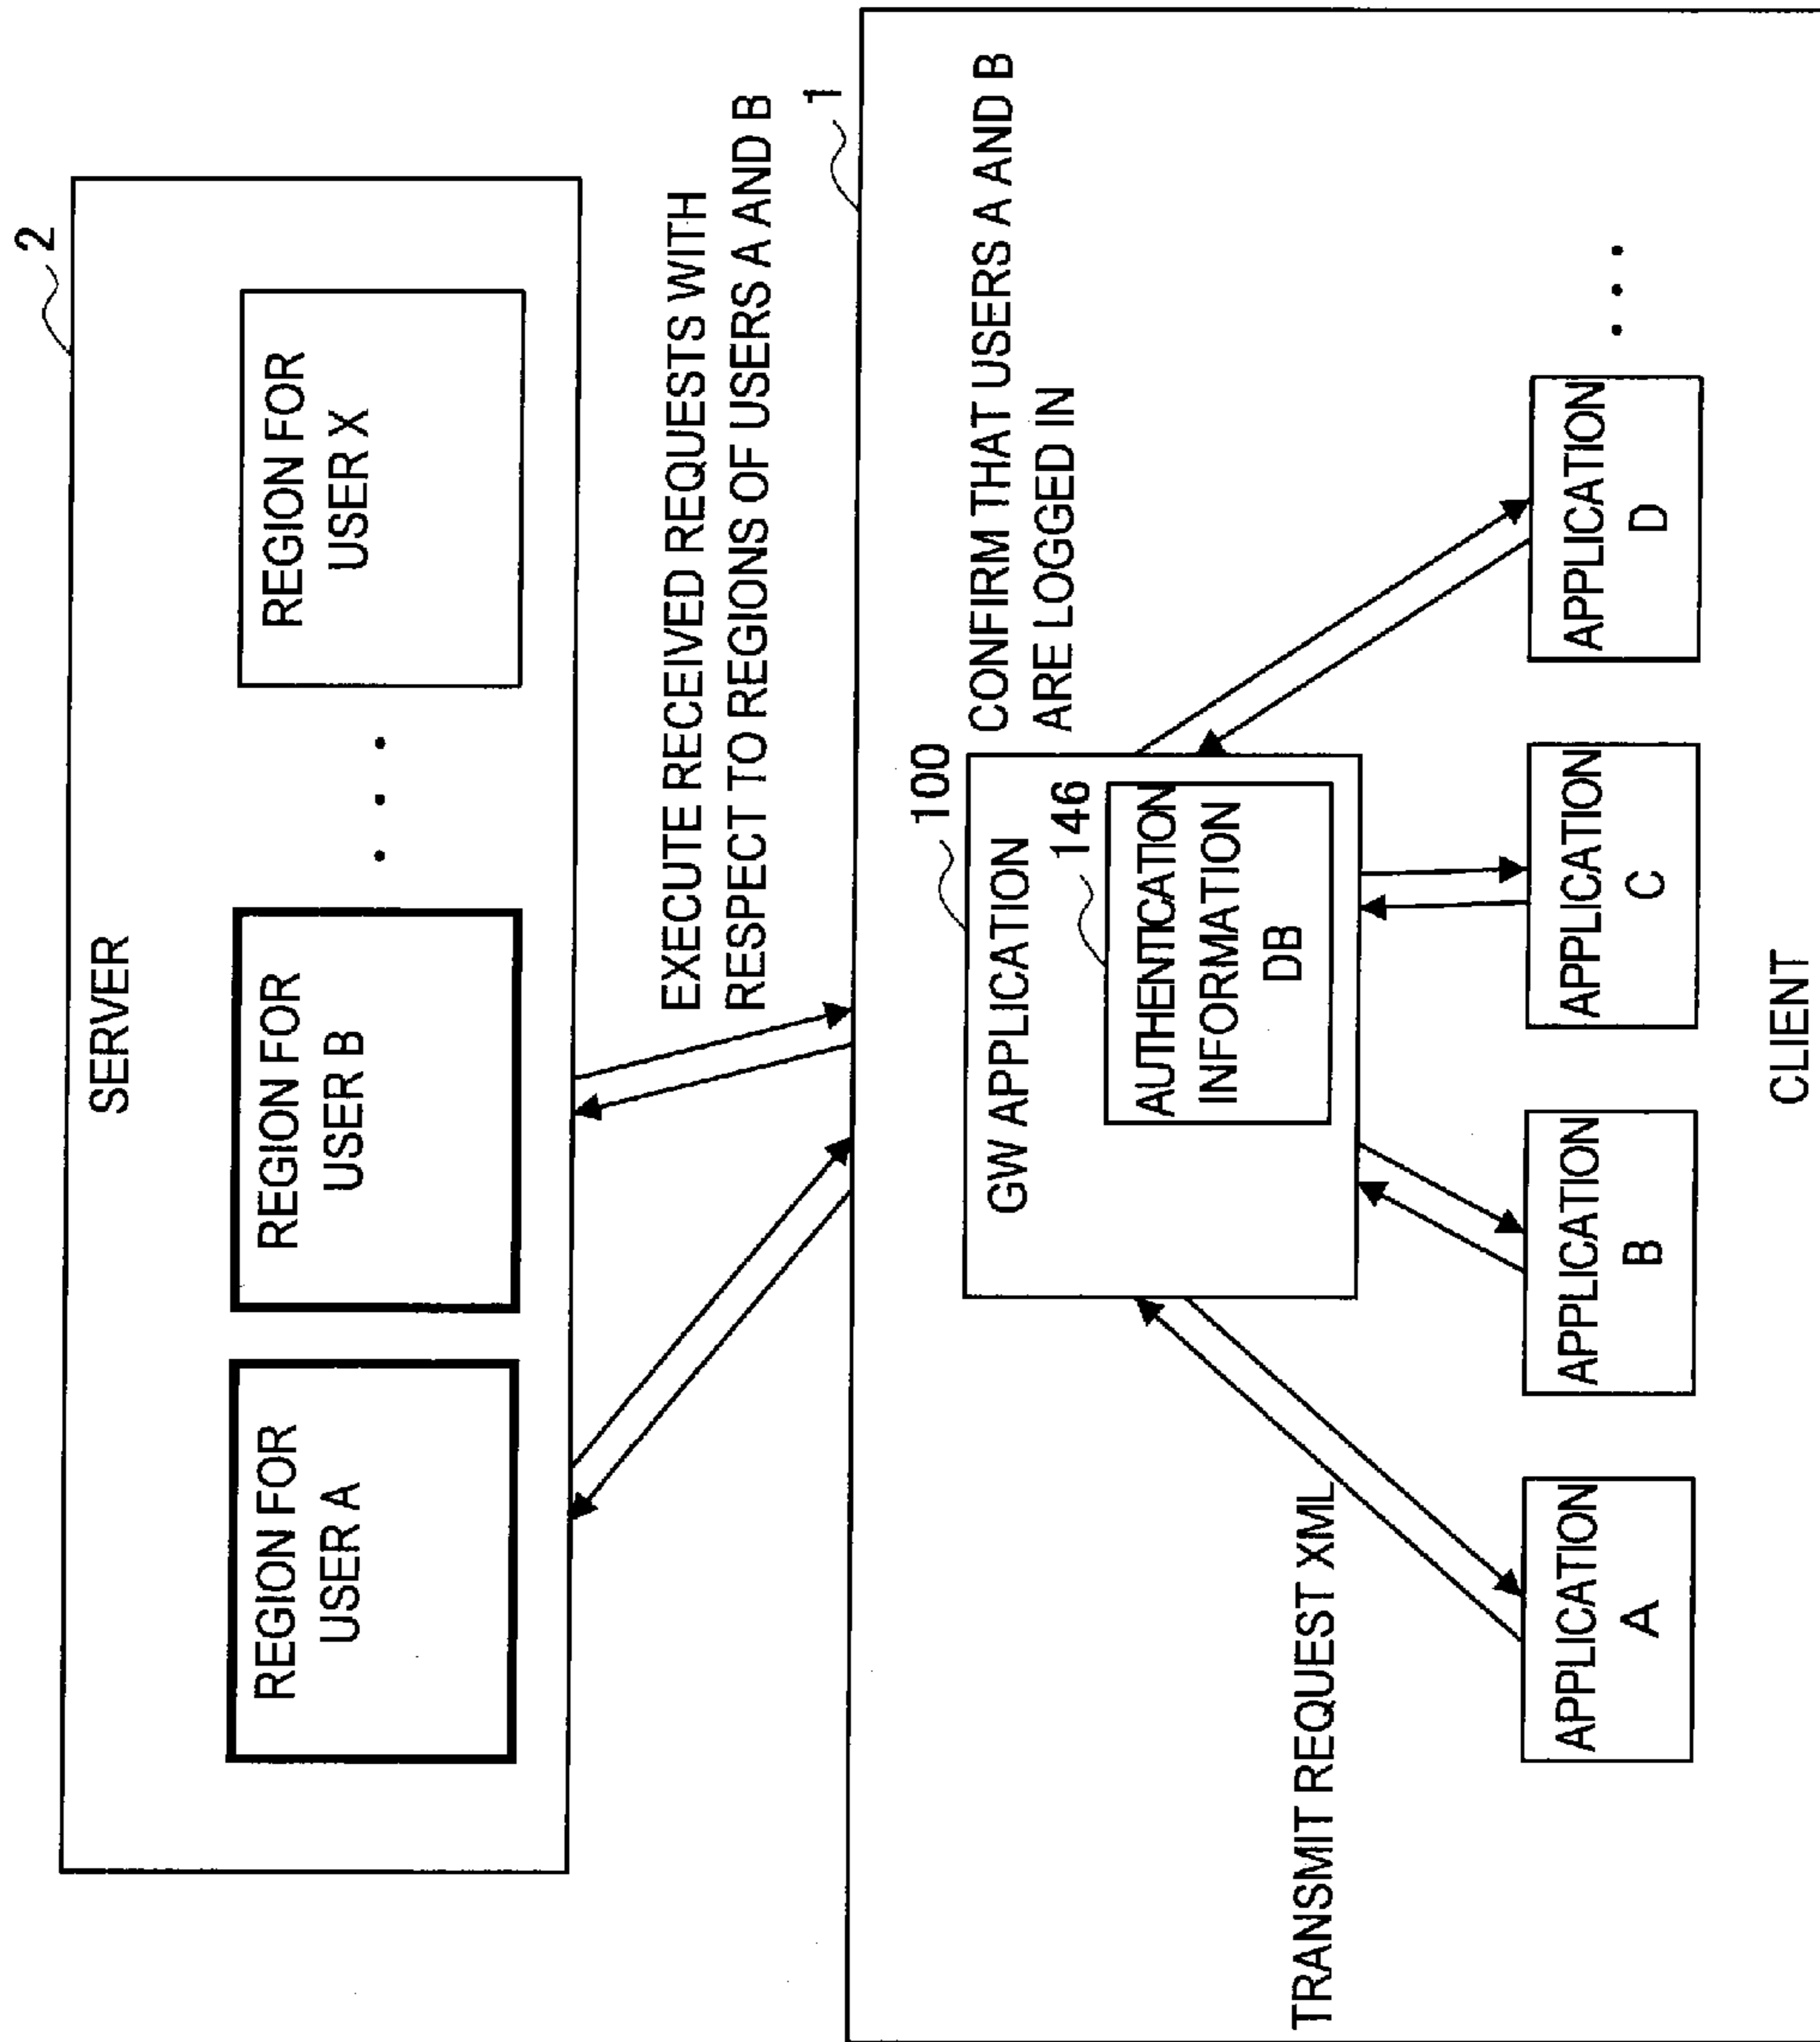 2
SERVER
REGION FOR
USER A
REGION FOR
USER B
. . .
REGION FOR
USER X
EXECUTE RECEIVED REQUESTS WITH
RESPECT TO REGIONS OF USERS A AND B
1
100
GW APPLICATION
146
AUTHENTICATION
INFORMATION
DB
CONFIRM THAT USERS A AND B
ARE LOGGED IN
TRANSMIT REQUEST XML
APPLICATION
A
APPLICATION
B
APPLICATION
C
APPLICATION
D
. . .
CLIENT